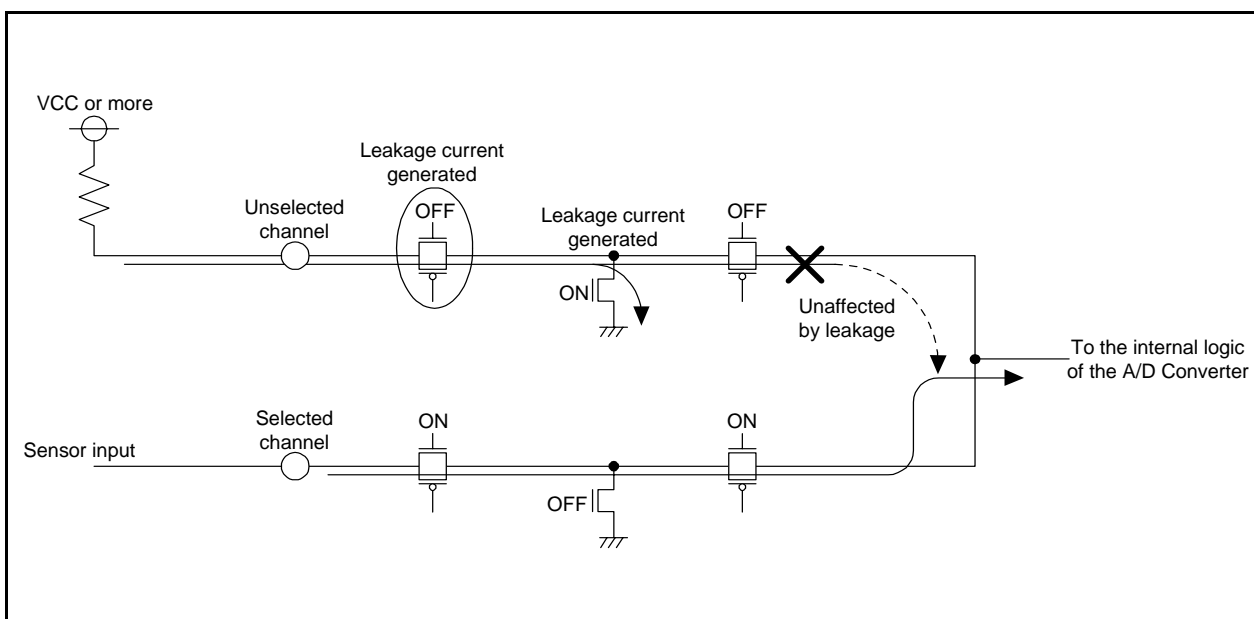 VCC or more
Leakage current
generated
Unselected
channel
OFF
Leakage current
generated
OFF
ON
Unaffected
by leakage
To the internal logic
of the A/D Converter
Sensor input
Selected
channel
ON
ON
OFF